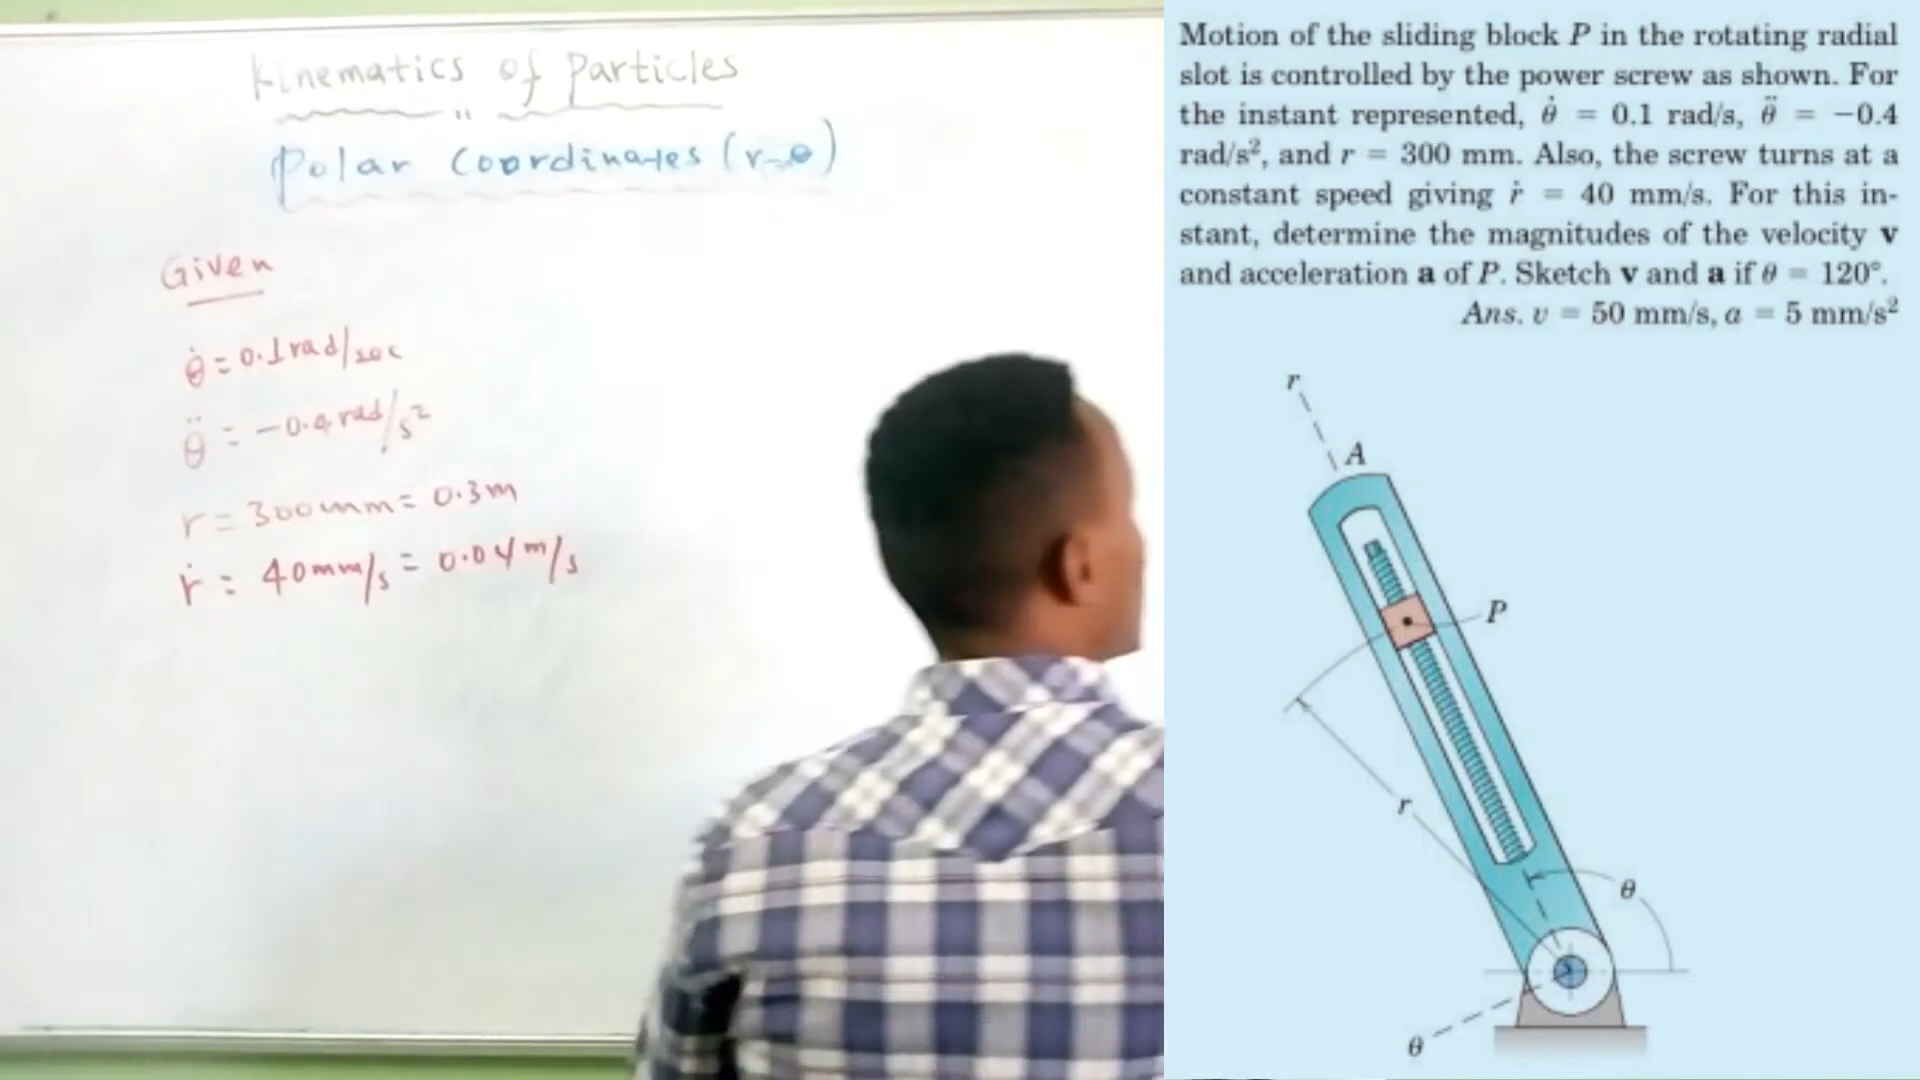 Kinematics of Particles
"
Polar Coordinates (r-θ)
Given
θ̇ = 0.1 rad/sec
θ̈ = -0.4 rad/s²
r = 300mm = 0.3m
ṙ = 40mm/s = 0.04m/s
Motion of the sliding block P in the rotating radial
slot is controlled by the power screw as shown. For
the instant represented, θ̇ = 0.1 rad/s, θ̈ = −0.4
rad/s², and r = 300 mm. Also, the screw turns at a
constant speed giving ṙ = 40 mm/s. For this in-
stant, determine the magnitudes of the velocity v
and acceleration a of P. Sketch v and a if θ = 120°.
Ans. v = 50 mm/s, a = 5 mm/s²
r
A
P
r
θ
θ